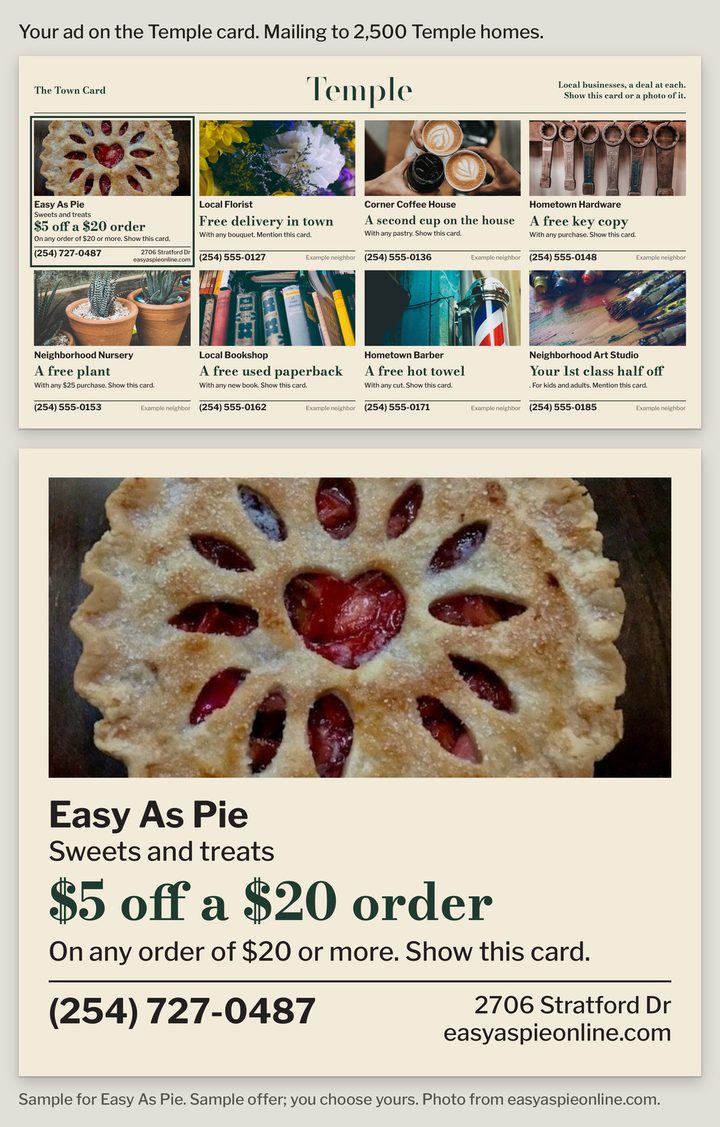 Your ad on the Temple card. Mailing to 2,500 Temple homes.
The Town Card
Temple
Local businesses, a deal at each.
Show this card or a photo of it.
Easy As Pie
Sweets and treats
$5 off a $20 order
On any order of $20 or more. Show this card.
(254) 727-0487
2706 Stratford Dr
easyaspieonline.com
Local Florist
Free delivery in town
With any bouquet. Mention this card.
(254) 555-0127
Example neighbor
Corner Coffee House
A second cup on the house
With any pastry. Show this card.
(254) 555-0136
Example neighbor
Hometown Hardware
A free key copy
With any purchase. Show this card.
(254) 555-0148
Example neighbor
Neighborhood Nursery
A free plant
With any $25 purchase. Show this card.
(254) 555-0153
Example neighbor
Local Bookshop
A free used paperback
With any new book. Show this card.
(254) 555-0162
Example neighbor
Hometown Barber
A free hot towel
With any cut. Show this card.
(254) 555-0171
Example neighbor
Neighborhood Art Studio
Your 1st class half off
. For kids and adults. Mention this card.
(254) 555-0185
Example neighbor
Easy As Pie
Sweets and treats
$5 off a $20 order
On any order of $20 or more. Show this card.
(254) 727-0487
2706 Stratford Dr
easyaspieonline.com
Sample for Easy As Pie. Sample offer; you choose yours. Photo from easyaspieonline.com.